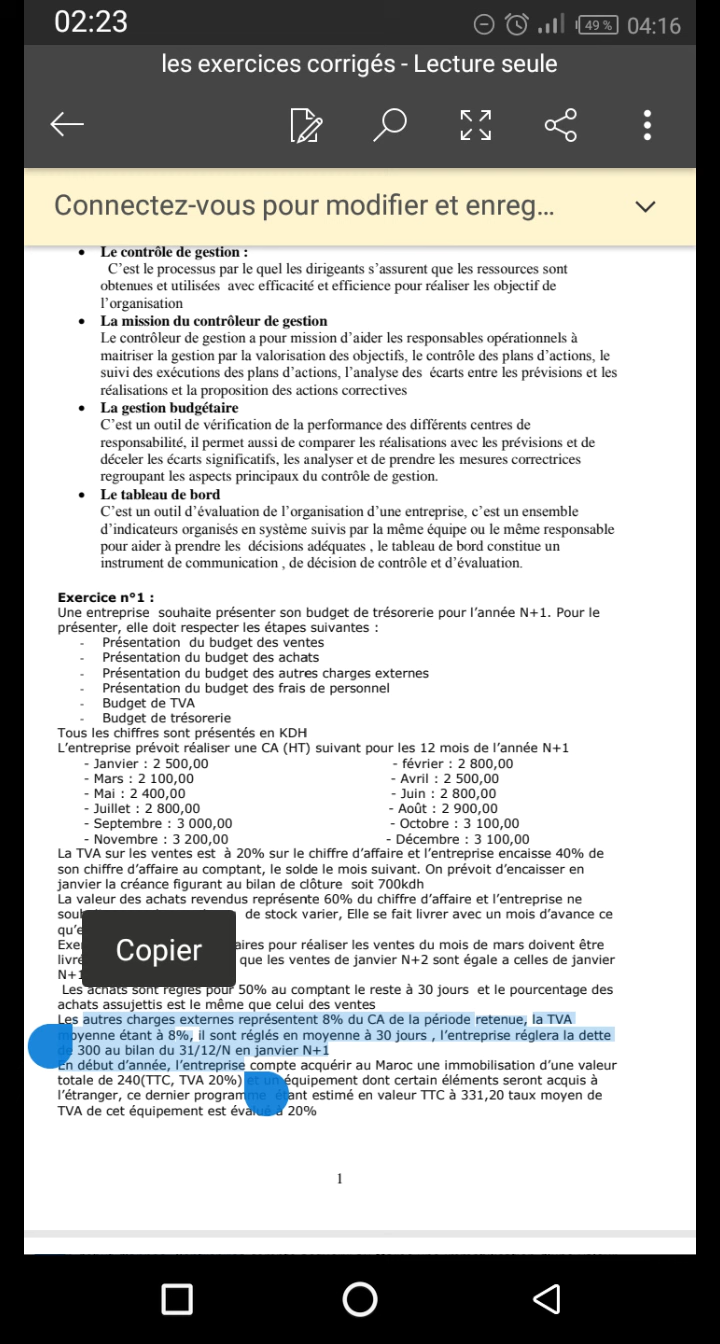 02:23
49 % 04:16
les exercices corrigés - Lecture seule
Connectez-vous pour modifier et enreg...
• Le contrôle de gestion :
C’est le processus par le quel les dirigeants s’assurent que les ressources sont
obtenues et utilisées avec efficacité et efficience pour réaliser les objectif de
l’organisation
• La mission du contrôleur de gestion
Le contrôleur de gestion a pour mission d’aider les responsables opérationnels à
maitriser la gestion par la valorisation des objectifs, le contrôle des plans d’actions, le
suivi des exécutions des plans d’actions, l’analyse des écarts entre les prévisions et les
réalisations et la proposition des actions correctives
• La gestion budgétaire
C’est un outil de vérification de la performance des différents centres de
responsabilité, il permet aussi de comparer les réalisations avec les prévisions et de
déceler les écarts significatifs, les analyser et de prendre les mesures correctrices
regroupant les aspects principaux du contrôle de gestion.
• Le tableau de bord
C’est un outil d’évaluation de l’organisation d’une entreprise, c’est un ensemble
d’indicateurs organisés en système suivis par la même équipe ou le même responsable
pour aider à prendre les décisions adéquates , le tableau de bord constitue un
instrument de communication , de décision de contrôle et d’évaluation.
Exercice n°1 :
Une entreprise souhaite présenter son budget de trésorerie pour l’année N+1. Pour le
présenter, elle doit respecter les étapes suivantes :
- Présentation du budget des ventes
- Présentation du budget des achats
- Présentation du budget des autres charges externes
- Présentation du budget des frais de personnel
- Budget de TVA
- Budget de trésorerie
Tous les chiffres sont présentés en KDH
L’entreprise prévoit réaliser une CA (HT) suivant pour les 12 mois de l’année N+1
- Janvier : 2 500,00 - février : 2 800,00
- Mars : 2 100,00 - Avril : 2 500,00
- Mai : 2 400,00 - Juin : 2 800,00
- Juillet : 2 800,00 - Août : 2 900,00
- Septembre : 3 000,00 - Octobre : 3 100,00
- Novembre : 3 200,00 - Décembre : 3 100,00
La TVA sur les ventes est à 20% sur le chiffre d’affaire et l’entreprise encaisse 40% de
son chiffre d’affaire au comptant, le solde le mois suivant. On prévoit d’encaisser en
janvier la créance figurant au bilan de clôture soit 700kdh
La valeur des achats revendus représente 60% du chiffre d’affaire et l’entreprise ne
de stock varier, Elle se fait livrer avec un mois d’avance ce
pour réaliser les ventes du mois de mars doivent être
que les ventes de janvier N+2 sont égale a celles de janvier
Copier
Les achats sont réglés pour 50% au comptant le reste à 30 jours et le pourcentage des
achats assujettis est le même que celui des ventes
Les autres charges externes représentent 8% du CA de la période retenue, la TVA
moyenne étant à 8%, il sont réglés en moyenne à 30 jours , l’entreprise réglera la dette
de 300 au bilan du 31/12/N en janvier N+1
En début d’année, l’entreprise compte acquérir au Maroc une immobilisation d’une valeur
totale de 240(TTC, TVA 20%) et un équipement dont certain éléments seront acquis à
l’étranger, ce dernier programme étant estimé en valeur TTC à 331,20 taux moyen de
TVA de cet équipement est évalué à 20%
1